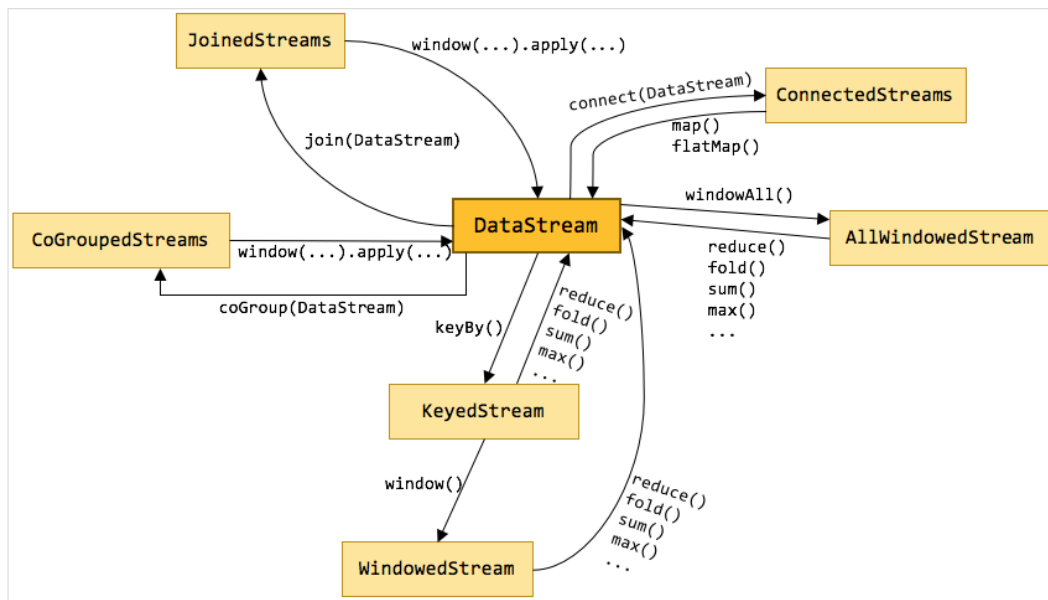 JoinedStreams
window(...).apply(...)
connect(DataStream)
ConnectedStreams
map()
flatMap()
join(DataStream)
windowAll()
DataStream
CoGroupedStreams
window(...).apply(...)
AllWindowedStream
reduce()
fold()
sum()
max()
...
coGroup(DataStream)
keyBy()
reduce()
fold()
sum()
max()
...
KeyedStream
window()
reduce()
fold()
sum()
max()
...
WindowedStream